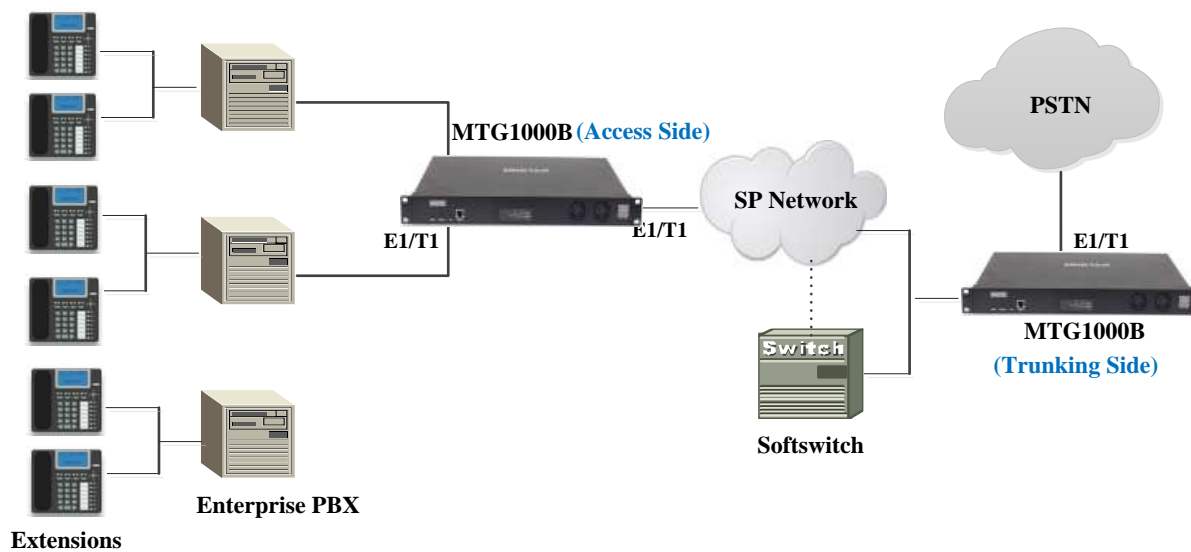 PSTN
MTG1000B (Access Side)
SP Network
E1/T1
E1/T1
E1/T1
MTG1000B
(Trunking Side)
Switch
Softswitch
Enterprise PBX
Extensions